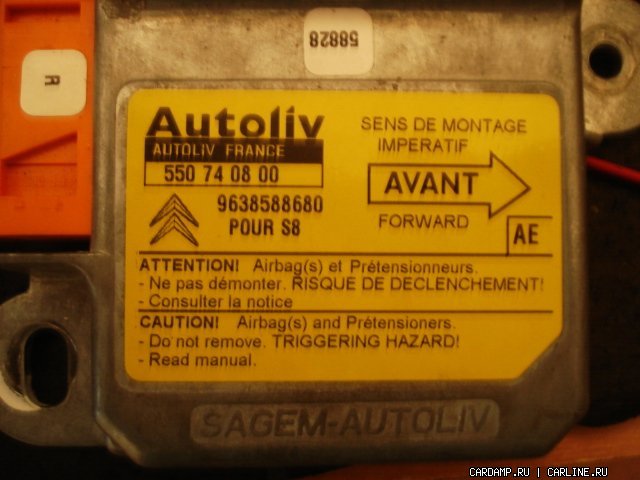 58828
R
Autoliv
AUTOLIV FRANCE
550 74 08 00
9638588680
POUR S8
SENS DE MONTAGE
IMPERATIF
AVANT
FORWARD
AE
ATTENTION! Airbag(s) et Prétensionneurs.
- Ne pas démonter. RISQUE DE DECLENCHEMENT!
- Consulter la notice
CAUTION! Airbag(s) and Prétensioners.
- Do not remove. TRIGGERING HAZARD!
- Read manual.
SAGEM-AUTOLIV
CARDAMP.RU | CARLINE.RU